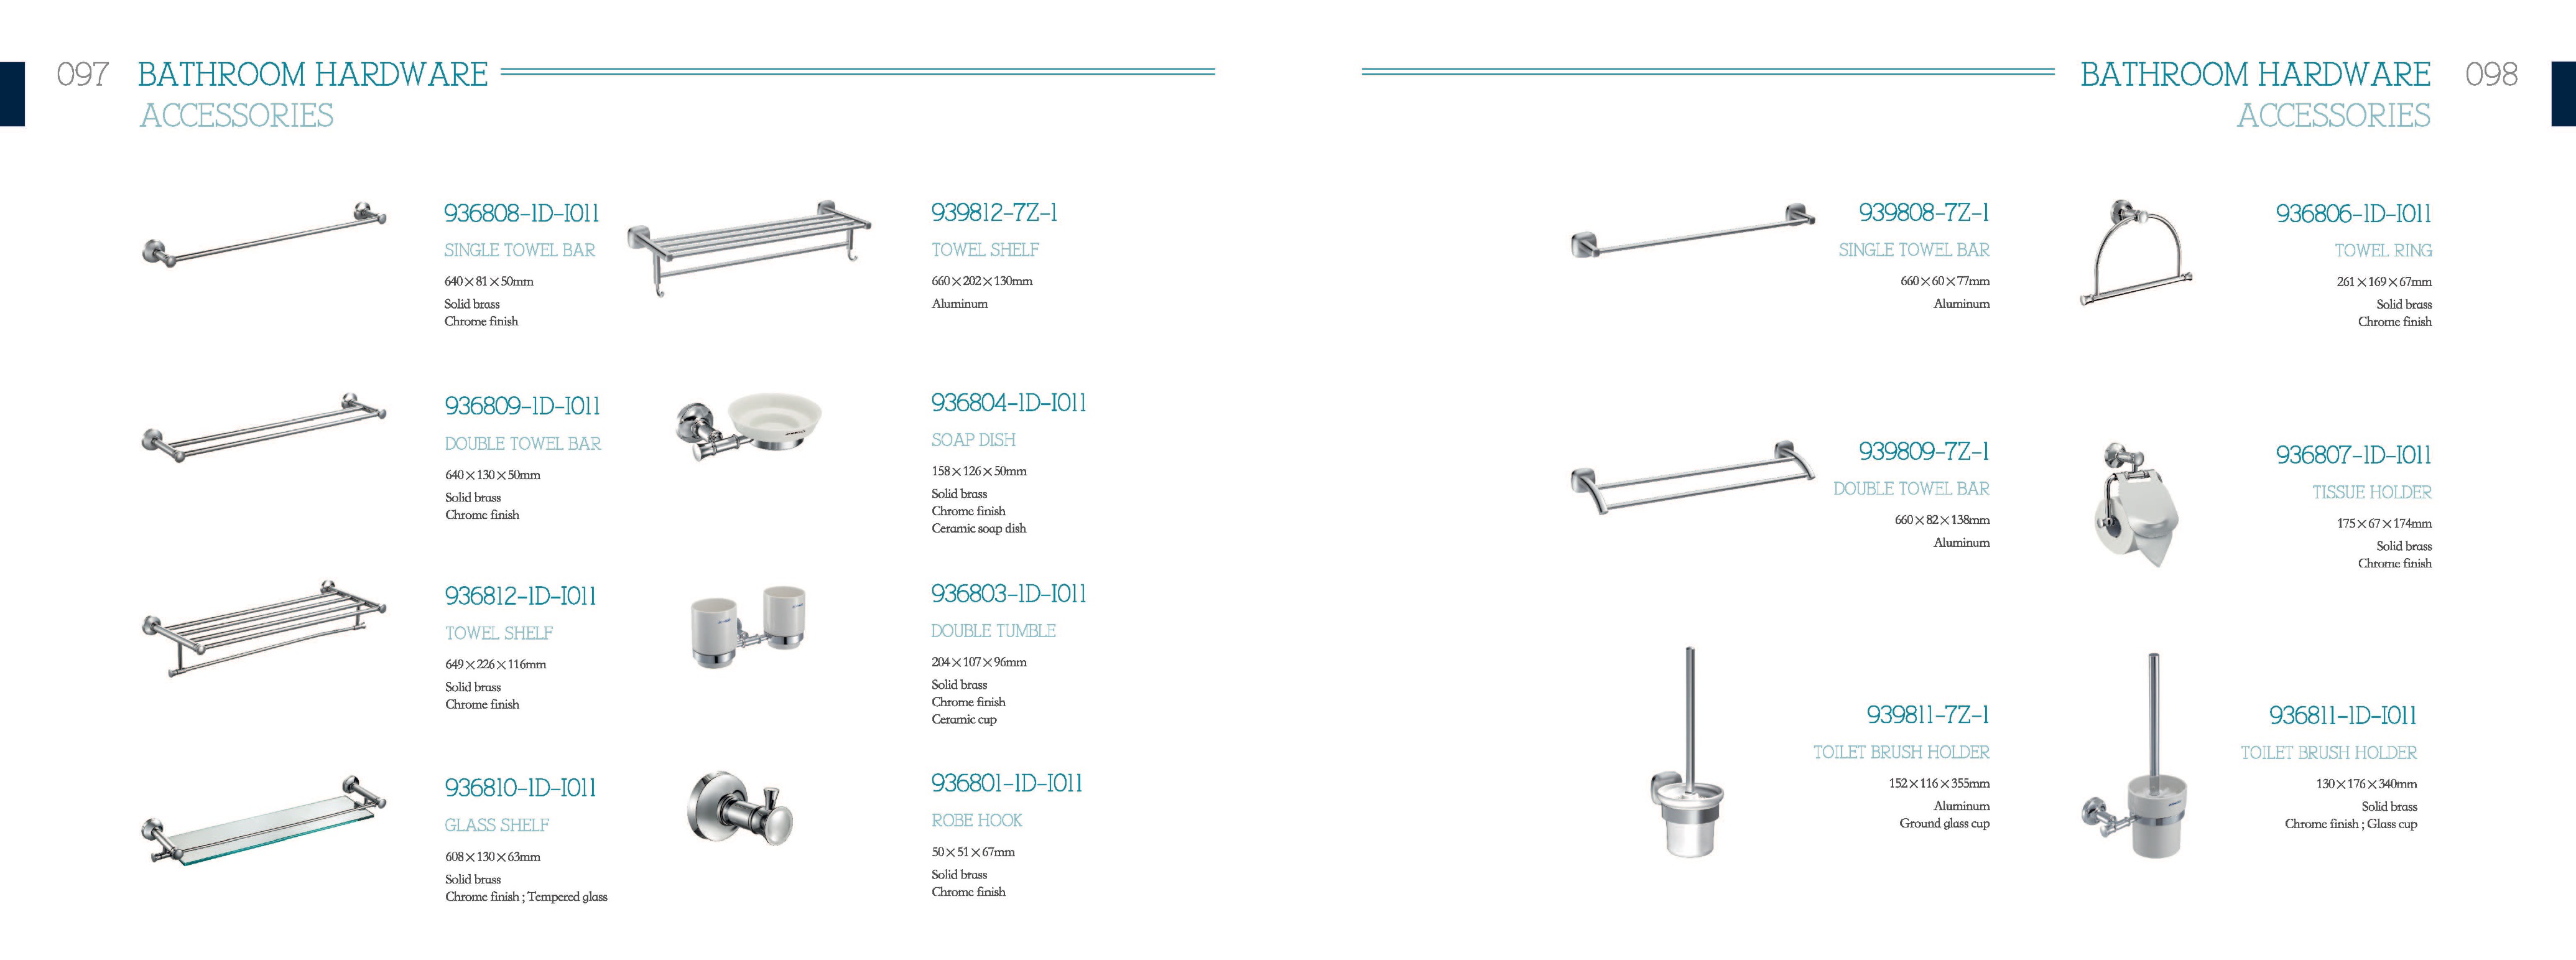 097 BATHROOM HARDWARE
ACCESSORIES
936808-1D-I011
SINGLE TOWEL BAR
640×81×50mm
Solid brass
Chrome finish
939812-7Z-1
TOWEL SHELF
660×202×130mm
Aluminum
936809-1D-I011
DOUBLE TOWEL BAR
640×130×50mm
Solid brass
Chrome finish
936804-1D-I011
SOAP DISH
158×126×50mm
Solid brass
Chrome finish
Ceramic soap dish
936812-1D-I011
TOWEL SHELF
649×226×116mm
Solid brass
Chrome finish
936803-1D-I011
DOUBLE TUMBLE
204×107×96mm
Solid brass
Chrome finish
Ceramic cup
936810-1D-I011
GLASS SHELF
608×130×63mm
Solid brass
Chrome finish ; Tempered glass
936801-1D-I011
ROBE HOOK
50×51×67mm
Solid brass
Chrome finish
BATHROOM HARDWARE 098
ACCESSORIES
939808-7Z-1
SINGLE TOWEL BAR
660×60×77mm
Aluminum
936806-1D-I011
TOWEL RING
261×169×67mm
Solid brass
Chrome finish
939809-7Z-1
DOUBLE TOWEL BAR
660×82×138mm
Aluminum
936807-1D-I011
TISSUE HOLDER
175×67×174mm
Solid brass
Chrome finish
939811-7Z-1
TOILET BRUSH HOLDER
152×116×355mm
Aluminum
Ground glass cup
936811-1D-I011
TOILET BRUSH HOLDER
130×176×340mm
Solid brass
Chrome finish ; Glass cup